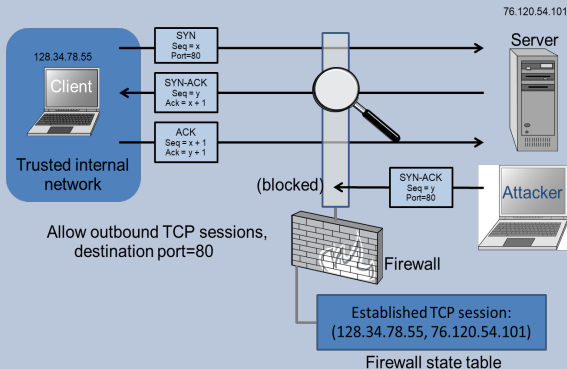 76.120.54.101
Server
128.34.78.55
Client
Trusted internal
network
SYN
Seq = x
Port=80
SYN-ACK
Seq = y
Ack = x + 1
ACK
Seq = x + 1
Ack = y + 1
(blocked)
SYN-ACK
Seq = y
Port=80
Attacker
Allow outbound TCP sessions,
destination port=80
Firewall
Established TCP session:
(128.34.78.55, 76.120.54.101)
Firewall state table